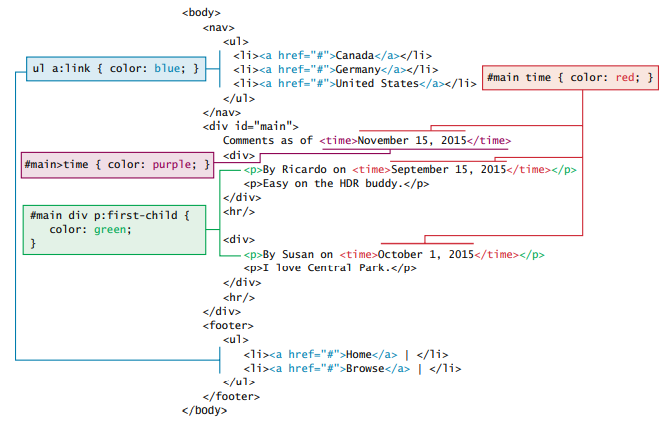 <body>
<nav>
<ul>
<li><a href="#">Canada</a></li>
ul a:link { color: blue; }
<li><a href="#">Germany</a></li>
<li><a href="#">United States</a></li>
#main time { color: red; }
</ul>
</nav>
<div id="main">
Comments as of <time>November 15, 2015</time>
<div>
#main>time { color: purple; }
<p>By Ricardo on <time>September 15, 2015</time></p>
<p>Easy on the HDR buddy.</p>
</div>
<hr/>
#main div p:first-child {
color: green;
}
<div>
<p>By Susan on <time>October 1, 2015</time></p>
<p>I love Central Park.</p>
</div>
<hr/>
</div>
<footer>
<ul>
<li><a href="#">Home</a> | </li>
<li><a href="#">Browse</a> | </li>
</ul>
</footer>
</body>